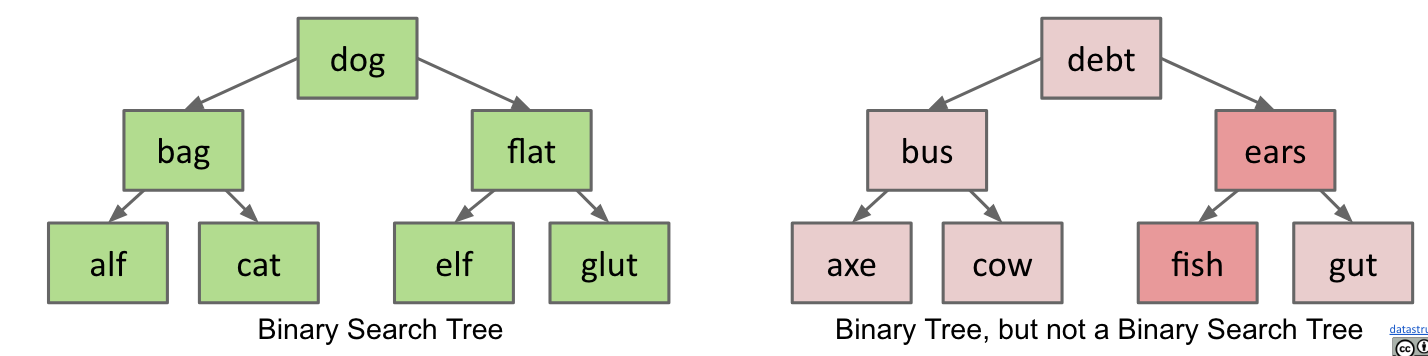 dog
debt
bag
flat
bus
ears
alf
cat
elf
glut
axe
cow
fish
gut
Binary Search Tree
Binary Tree, but not a Binary Search Tree
datastru
cc